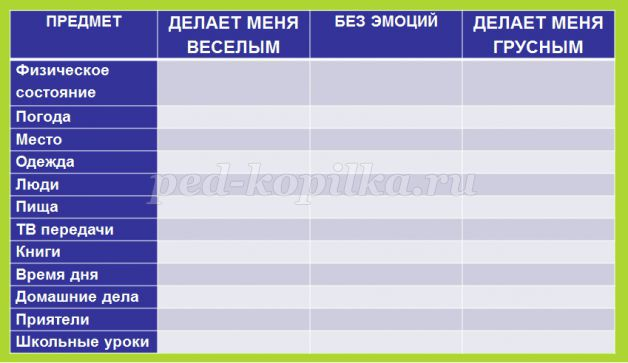 ПРЕДМЕТ
ДЕЛАЕТ МЕНЯ
ВЕСЕЛЫМ
БЕЗ ЭМОЦИЙ
ДЕЛАЕТ МЕНЯ
ГРУСНЫМ
Физическое
состояние
Погода
Место
Одежда
Люди
Пища
ТВ передачи
Книги
Время дня
Домашние дела
Приятели
Школьные уроки
ped-kopilka.ru